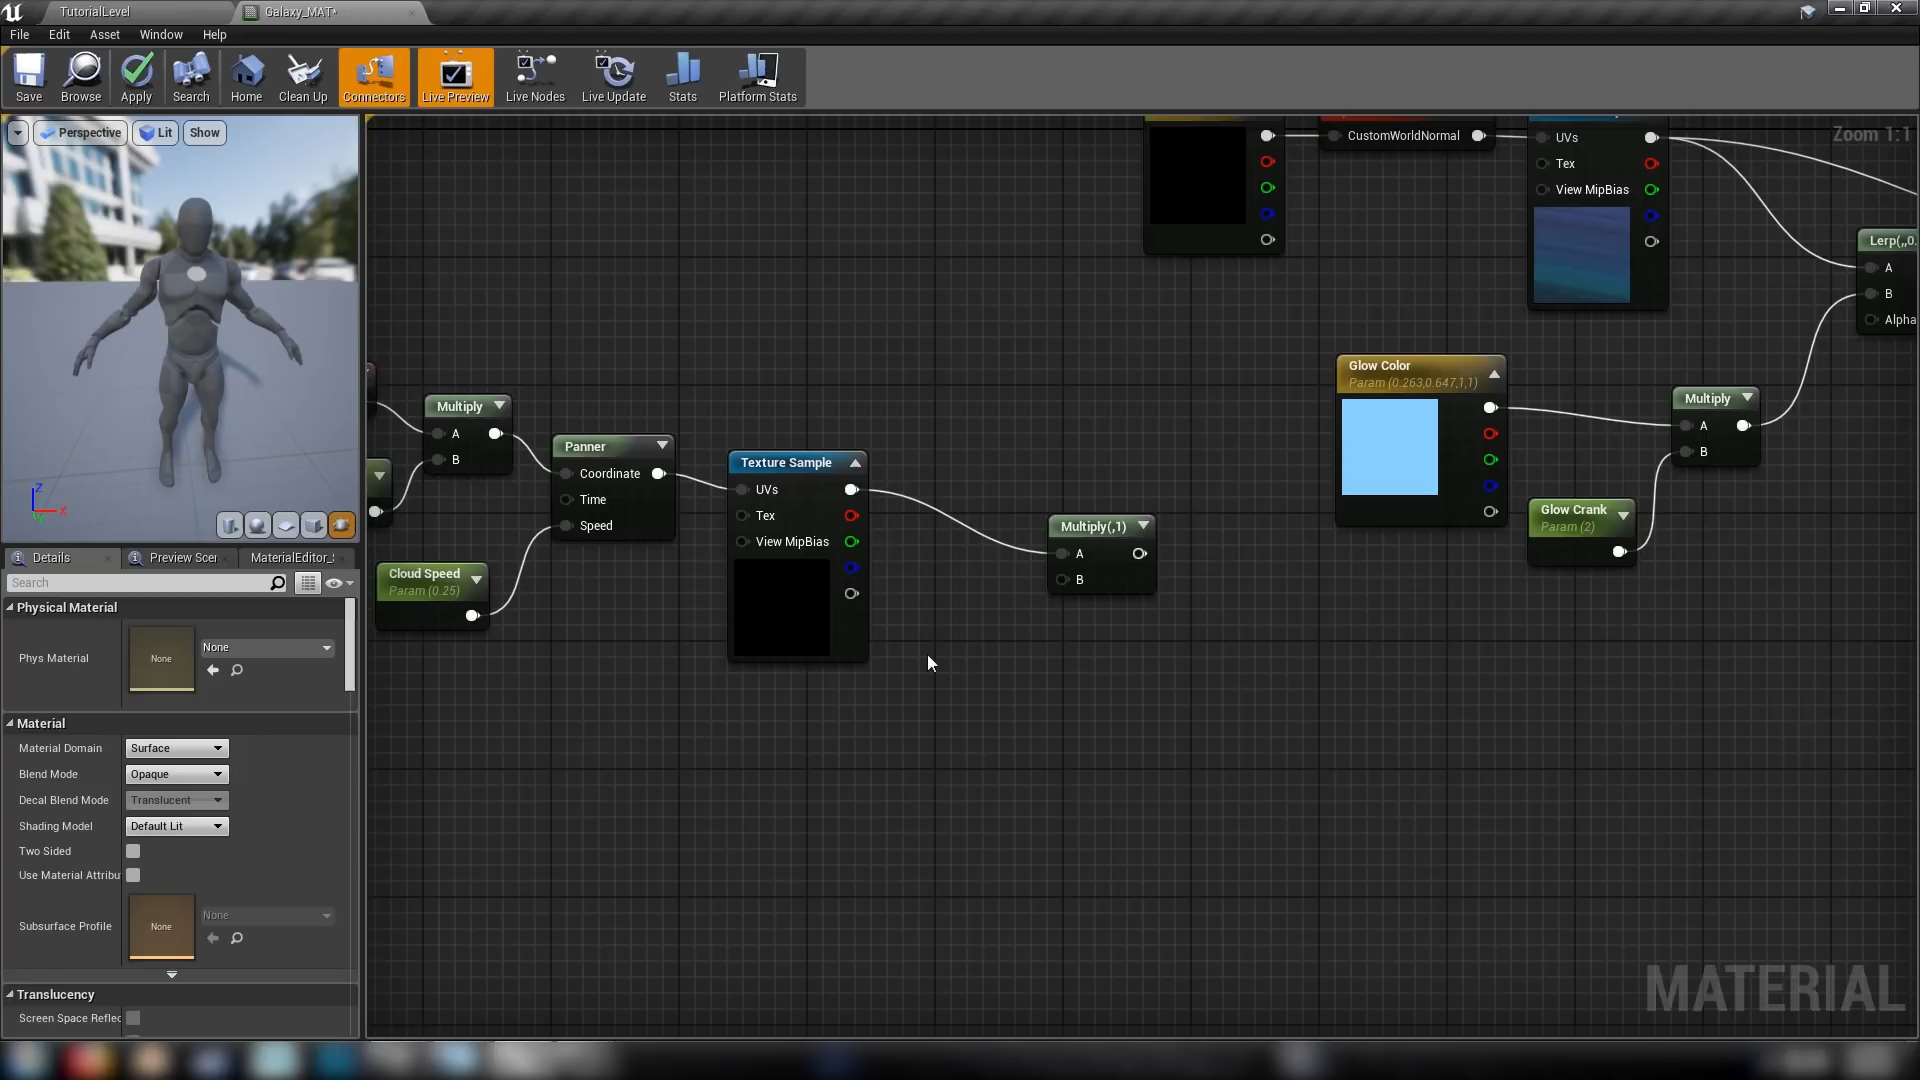 TutorialLevel
Galaxy_MAT*
File Edit Asset Window Help
Save Browse Apply Search Home Clean Up Connectors Live Preview Live Nodes Live Update Stats Platform Stats
Perspective Lit Show
Zoom 1:1
CustomWorldNormal
UVs
Tex
View MipBias
Lerp(,,0.
A
B
Alpha
Glow Color
Param (0.263,0.647,1,1)
Multiply
A
B
Glow Crank
Param (2)
Multiply
A
B
Panner
Coordinate
Time
Speed
Texture Sample
UVs
Tex
View MipBias
Multiply(,1)
A
B
Cloud Speed
Param (0.25)
Z
X
Details
Preview Scer
MaterialEditor_S
Search
Physical Material
Phys Material
None
None
Material
Material Domain Surface
Blend Mode Opaque
Decal Blend Mode Translucent
Shading Model Default Lit
Two Sided
Use Material Attribu
Subsurface Profile
None
None
Translucency
Screen Space Reflec
MATERIAL